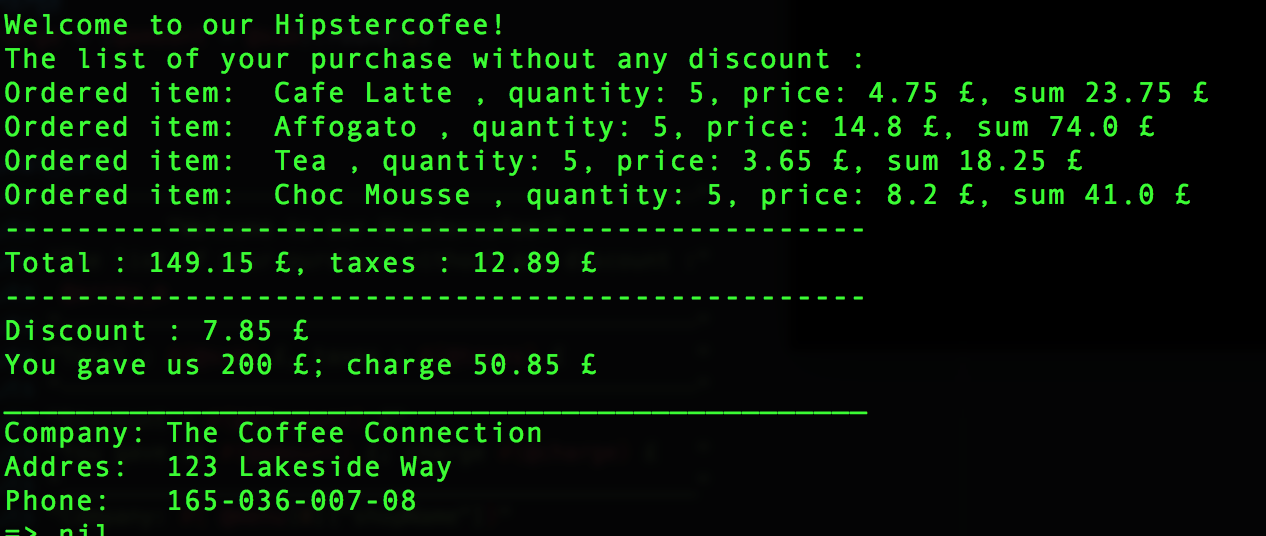 Welcome to our Hipstercofee!
The list of your purchase without any discount :
Ordered item:  Cafe Latte , quantity: 5, price: 4.75 £, sum 23.75 £
Ordered item:  Affogato , quantity: 5, price: 14.8 £, sum 74.0 £
Ordered item:  Tea , quantity: 5, price: 3.65 £, sum 18.25 £
Ordered item:  Choc Mousse , quantity: 5, price: 8.2 £, sum 41.0 £
------------------------------------------------
Total : 149.15 £, taxes : 12.89 £
------------------------------------------------
Discount : 7.85 £
You gave us 200 £; charge 50.85 £
________________________________________________
Company: The Coffee Connection
Addres:  123 Lakeside Way
Phone:   165-036-007-08
=> nil